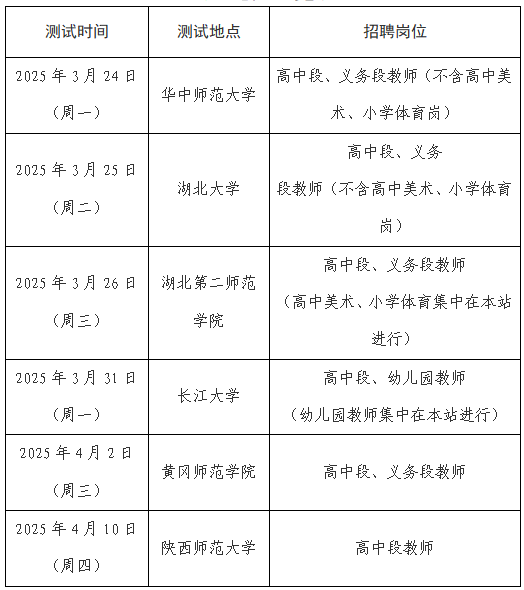 测试时间 测试地点 招聘岗位
2025 年 3 月 24 日
（周一）
华中师范大学
高中段、义务段教师（不含高中美
术、小学体育岗）
2025 年 3 月 25 日
（周二）
湖北大学
高中段、义务
段教师（不含高中美术、小学体育
岗）
2025 年 3 月 26 日
（周三）
湖北第二师范
学院
高中段、义务段教师
（高中美术、小学体育集中在本站
进行）
2025 年 3 月 31 日
（周一）
长江大学
高中段、幼儿园教师
（幼儿园教师集中在本站进行）
2025 年 4 月 2 日
（周三）
黄冈师范学院
高中段、义务段教师
2025 年 4 月 10 日
（周四）
陕西师范大学
高中段教师